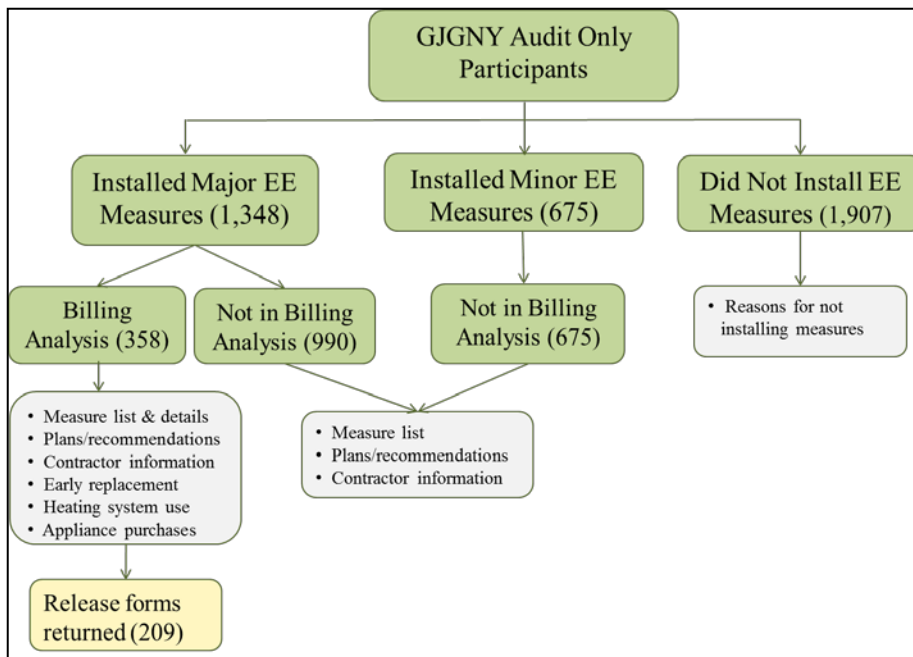 GJGNY Audit Only
Participants
Installed Major EE
Measures (1,348)
Installed Minor EE
Measures (675)
Did Not Install EE
Measures (1,907)
Billing
Analysis (358)
Not in Billing
Analysis (990)
Not in Billing
Analysis (675)
• Reasons for not
installing measures
• Measure list & details
• Plans/recommendations
• Contractor information
• Early replacement
• Heating system use
• Appliance purchases
• Measure list
• Plans/recommendations
• Contractor information
Release forms
returned (209)